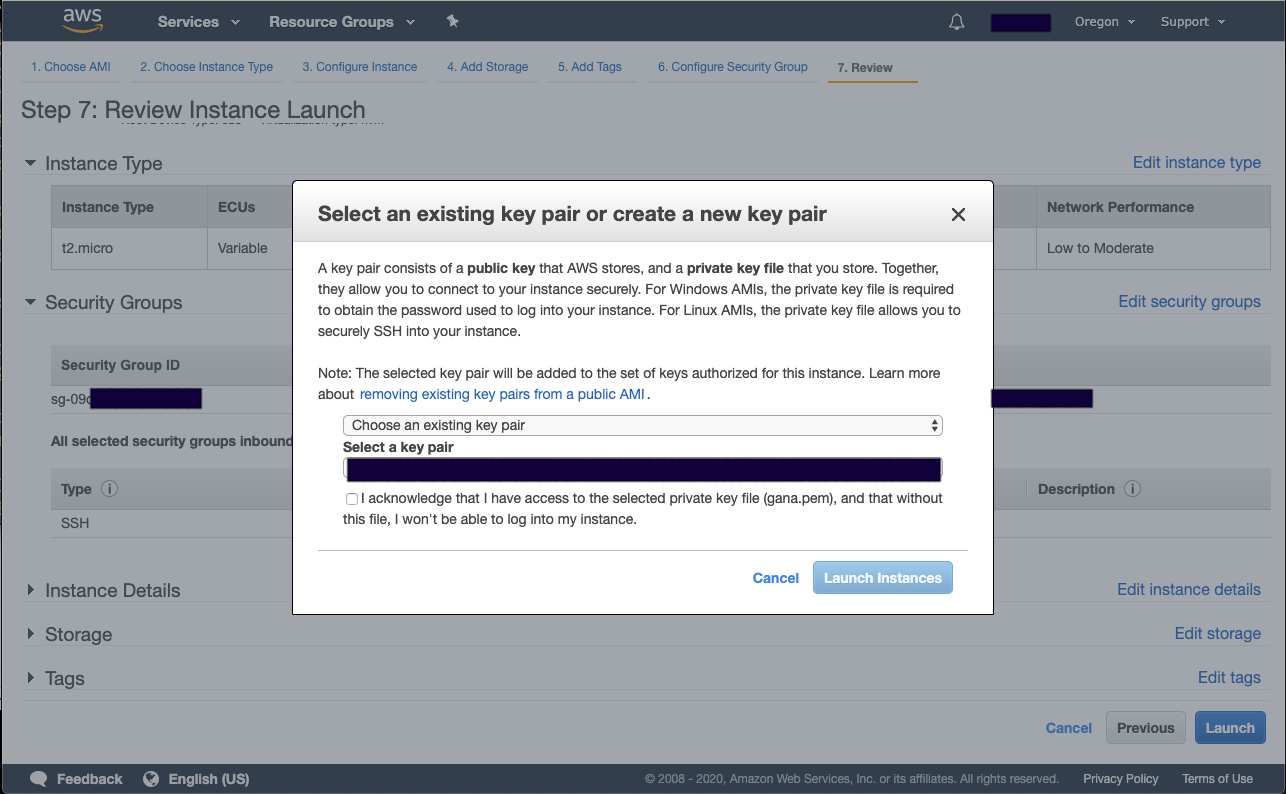 aws
Services
Resource Groups
Oregon
Support
1. Choose AMI
2. Choose Instance Type
3. Configure Instance
4. Add Storage
5. Add Tags
6. Configure Security Group
7. Review
Step 7: Review Instance Launch
Instance Type
Edit instance type
Instance Type
ECUs
Network Performance
t2.micro
Variable
Low to Moderate
Security Groups
Edit security groups
Security Group ID
sg-09c
All selected security groups inbound
Type
Description
SSH
Select an existing key pair or create a new key pair
A key pair consists of a public key that AWS stores, and a private key file that you store. Together,
they allow you to connect to your instance securely. For Windows AMIs, the private key file is required
to obtain the password used to log into your instance. For Linux AMIs, the private key file allows you to
securely SSH into your instance.
Note: The selected key pair will be added to the set of keys authorized for this instance. Learn more
about removing existing key pairs from a public AMI.
Choose an existing key pair
Select a key pair
I acknowledge that I have access to the selected private key file (gana.pem), and that without
this file, I won't be able to log into my instance.
Cancel
Launch Instances
Instance Details
Edit instance details
Storage
Edit storage
Tags
Edit tags
Cancel
Previous
Launch
Feedback
English (US)
© 2008 - 2020, Amazon Web Services, Inc. or its affiliates. All rights reserved.
Privacy Policy
Terms of Use